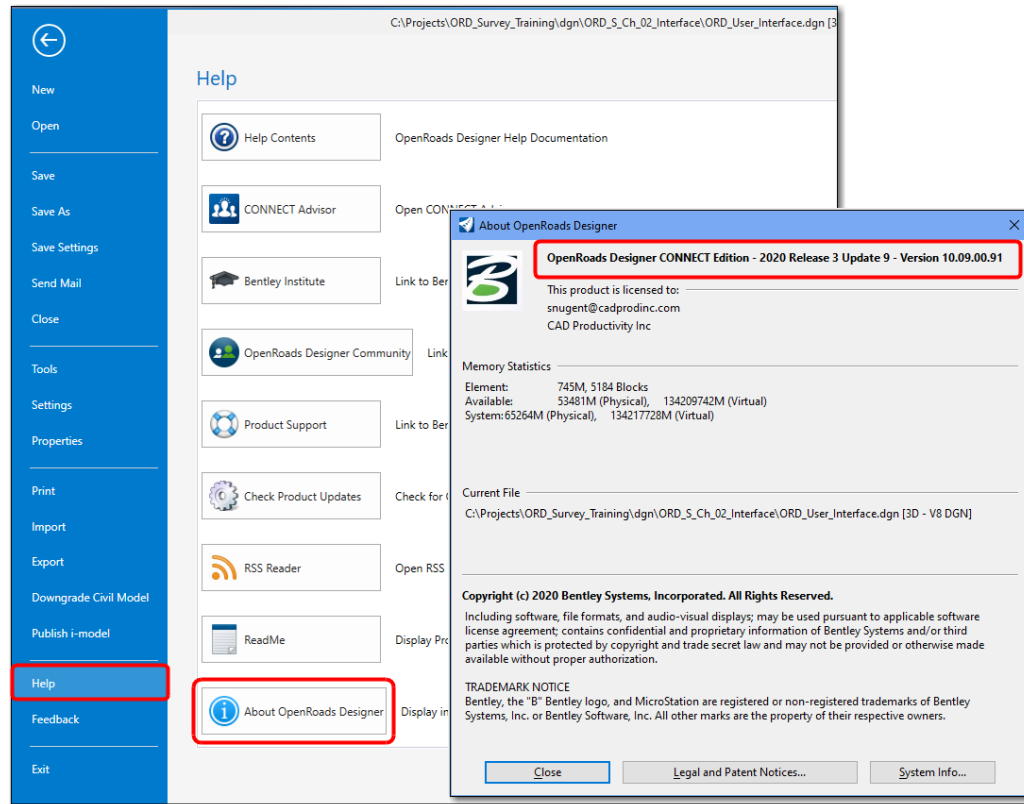 C:\Projects\ORD_Survey_Training\dgn\ORD_S_Ch_02_Interface\ORD_User_Interface.dgn [3
New
Open
Save
Save As
Save Settings
Send Mail
Close
Tools
Settings
Properties
Print
Import
Export
Downgrade Civil Model
Publish i-model
Help
Feedback
Exit
Help
Help Contents OpenRoads Designer Help Documentation
CONNECT Advisor Open
Bentley Institute Link to
OpenRoads Designer Community Link
Product Support Link to
Check Product Updates Check for
RSS Reader Open RSS
ReadMe Display
About OpenRoads Designer Display
About OpenRoads Designer
OpenRoads Designer CONNECT Edition - 2020 Release 3 Update 9 - Version 10.09.00.91
This product is licensed to:
snugent@cadprodinc.com
CAD Productivity Inc
Memory Statistics
Element: 745M, 5184 Blocks
Available: 53481M (Physical), 134209742M (Virtual)
System:65264M (Physical), 134217728M (Virtual)
Current File
C:\Projects\ORD_Survey_Training\dgn\ORD_S_Ch_02_Interface\ORD_User_Interface.dgn [3D - V8 DGN]
Copyright (c) 2020 Bentley Systems, Incorporated. All Rights Reserved.
Including software, file formats, and audio-visual displays; may be used pursuant to applicable software
license agreement; contains confidential and proprietary information of Bentley Systems and/or third
parties which is protected by copyright and trade secret law and may not be provided or otherwise made
available without proper authorization.
TRADEMARK NOTICE
Bentley, the "B" Bentley logo, and MicroStation are registered or non-registered trademarks of Bentley
Systems, Inc. or Bentley Software, Inc. All other marks are the property of their respective owners.
Close Legal and Patent Notices... System Info...